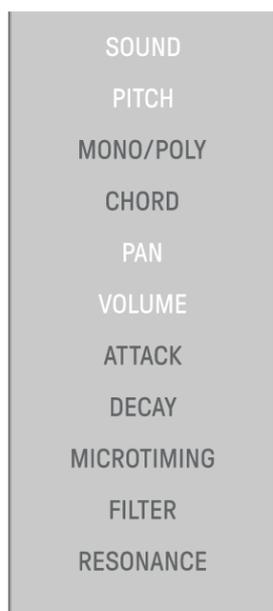 SOUND
PITCH
MONO/POLY
CHORD
PAN
VOLUME
ATTACK
DECAY
MICROTIMING
FILTER
RESONANCE